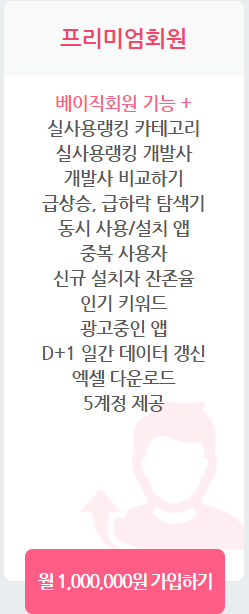 프리미엄회원
베이직회원 기능 +
실사용랭킹 카테고리
실사용랭킹 개발사
개발사 비교하기
급상승, 급하락 탐색기
동시 사용/설치 앱
중복 사용자
신규 설치자 잔존율
인기 키워드
광고중인 앱
D+1 일간 데이터 갱신
엑셀 다운로드
5계정 제공
월 1,000,000원 가입하기